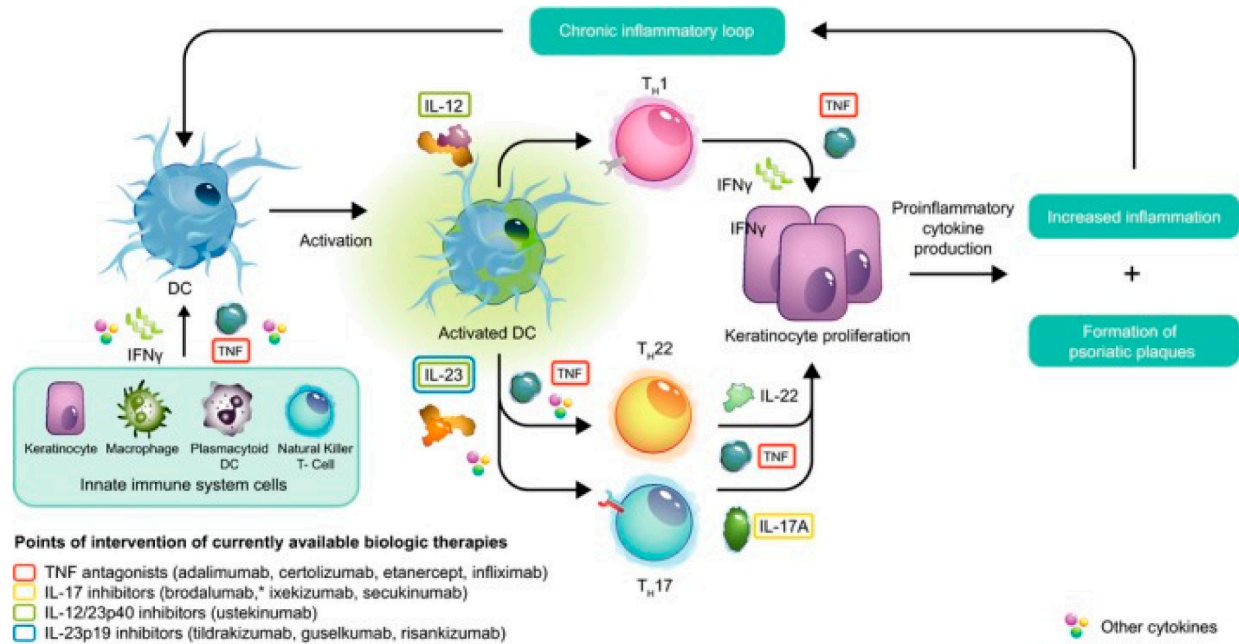 Chronic inflammatory loop
IL-12
TH1
TNF
IFNγ
IFNγ
Activation
DC
Activated DC
Keratinocyte proliferation
Proinflammatory
cytokine
production
Increased inflammation
+
Formation of
psoriatic plaques
IFNγ
TNF
IL-23
TNF
TH22
IL-22
TNF
IL-17A
TH17
Keratinocyte
Macrophage
Plasmacytoid
DC
Natural Killer
T- Cell
Innate immune system cells
Points of intervention of currently available biologic therapies
TNF antagonists (adalimumab, certolizumab, etanercept, infliximab)
IL-17 inhibitors (brodalumab,* ixekizumab, secukinumab)
IL-12/23p40 inhibitors (ustekinumab)
IL-23p19 inhibitors (tildrakizumab, guselkumab, risankizumab)
Other cytokines